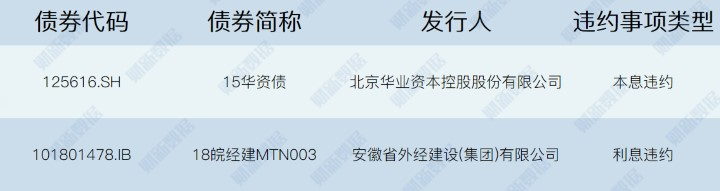 债券代码 债券简称 发行人 违约事项类型
125616.SH 15华资债 北京华业资本控股股份有限公司 本息违约
101801478.IB 18皖经建MTN003 安徽省外经建设(集团)有限公司 利息违约